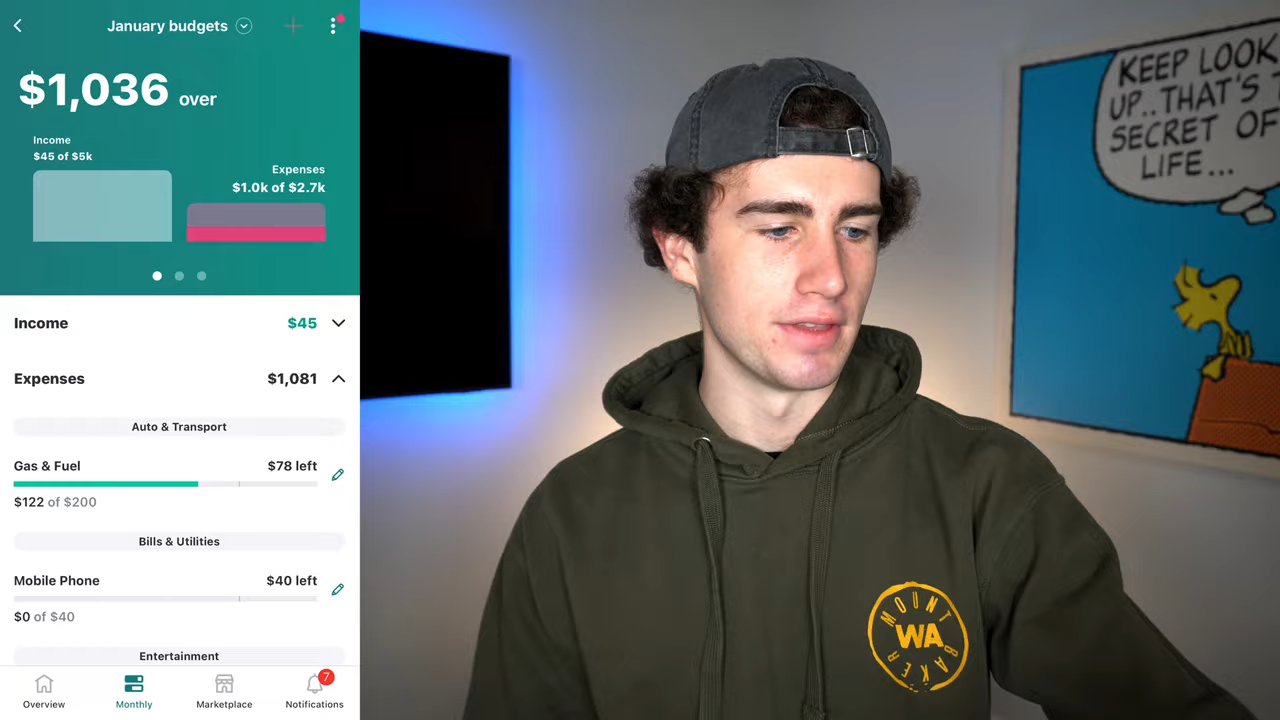 January budgets
$1,036 over
Income
$45 of $5k
Expenses
$1.0k of $2.7k
Income $45
Expenses $1,081
Auto & Transport
Gas & Fuel $78 left
$122 of $200
Bills & Utilities
Mobile Phone $40 left
$0 of $40
Entertainment
Overview
Monthly
Marketplace
7
Notifications
KEEP LOOK
UP..THAT'S T
SECRET OF
LIFE...
MOUNT
WA
BAKER